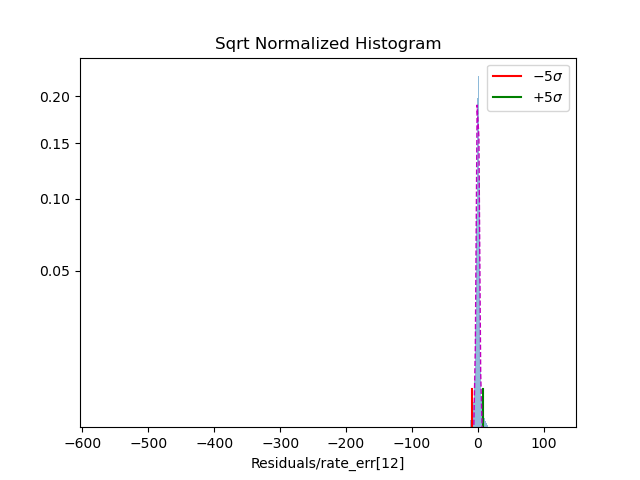 Sqrt Normalized Histogram
−5σ
+5σ
0.20
0.15
0.10
0.05
−600 −500 −400 −300 −200 −100 0 100
Residuals/rate_err[12]